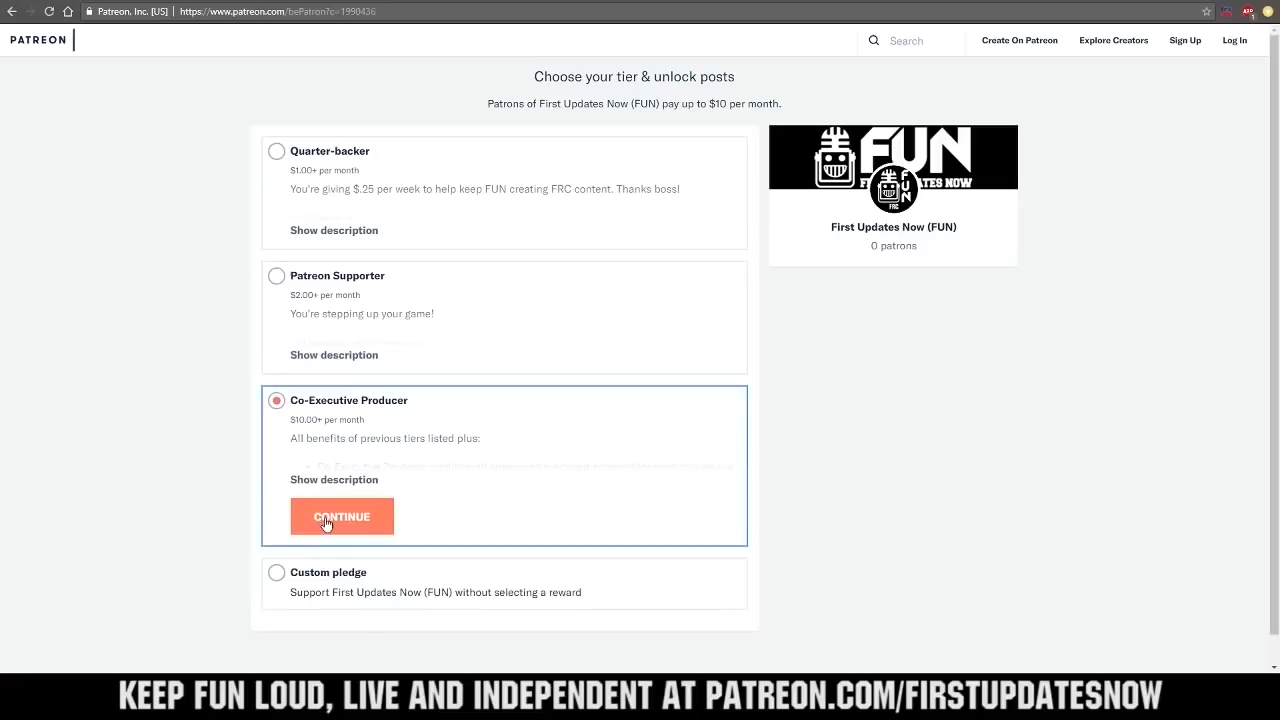 Patreon, Inc. [US] https://www.patreon.com/bePatron?c=1990436
PATREON
Search
Create On Patreon
Explore Creators
Sign Up
Log In
Choose your tier & unlock posts
Patrons of First Updates Now (FUN) pay up to $10 per month.
Quarter-backer
$1.00+ per month
You're giving $.25 per week to help keep FUN creating FRC content. Thanks boss!
Show description
Patreon Supporter
$2.00+ per month
You're stepping up your game!
Show description
Co-Executive Producer
$10.00+ per month
All benefits of previous tiers listed plus:
Show description
CONTINUE
Custom pledge
Support First Updates Now (FUN) without selecting a reward
FUN
FUN
FRC
First Updates Now (FUN)
0 patrons
KEEP FUN LOUD, LIVE AND INDEPENDENT AT PATREON.COM/FIRSTUPDATESNOW